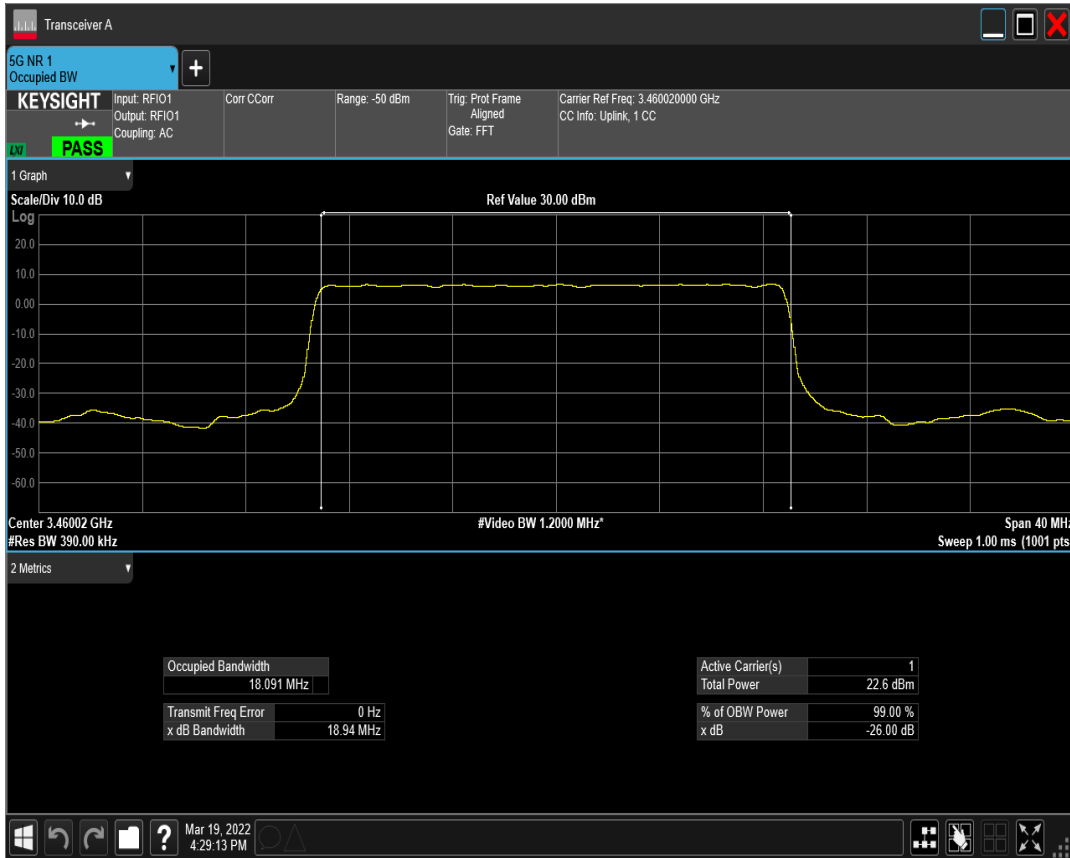 Transceiver A
5G NR 1
Occupied BW
KEYSIGHT
LXI
PASS
Input: RFIO1
Output: RFIO1
Coupling: AC
Corr CCorr
Range: -50 dBm
Trig: Prot Frame
Aligned
Gate: FFT
Carrier Ref Freq: 3.460020000 GHz
CC Info: Uplink, 1 CC
1 Graph
Scale/Div 10.0 dB
Ref Value 30.00 dBm
Log
20.0
10.0
0.00
-10.0
-20.0
-30.0
-40.0
-50.0
-60.0
Center 3.46002 GHz
#Video BW 1.2000 MHz*
Span 40 MHz
#Res BW 390.00 kHz
Sweep 1.00 ms (1001 pts
2 Metrics
Occupied Bandwidth
18.091 MHz
Transmit Freq Error 0 Hz
x dB Bandwidth 18.94 MHz
Active Carrier(s) 1
Total Power 22.6 dBm
% of OBW Power 99.00 %
x dB -26.00 dB
?
Mar 19, 2022
4:29:13 PM